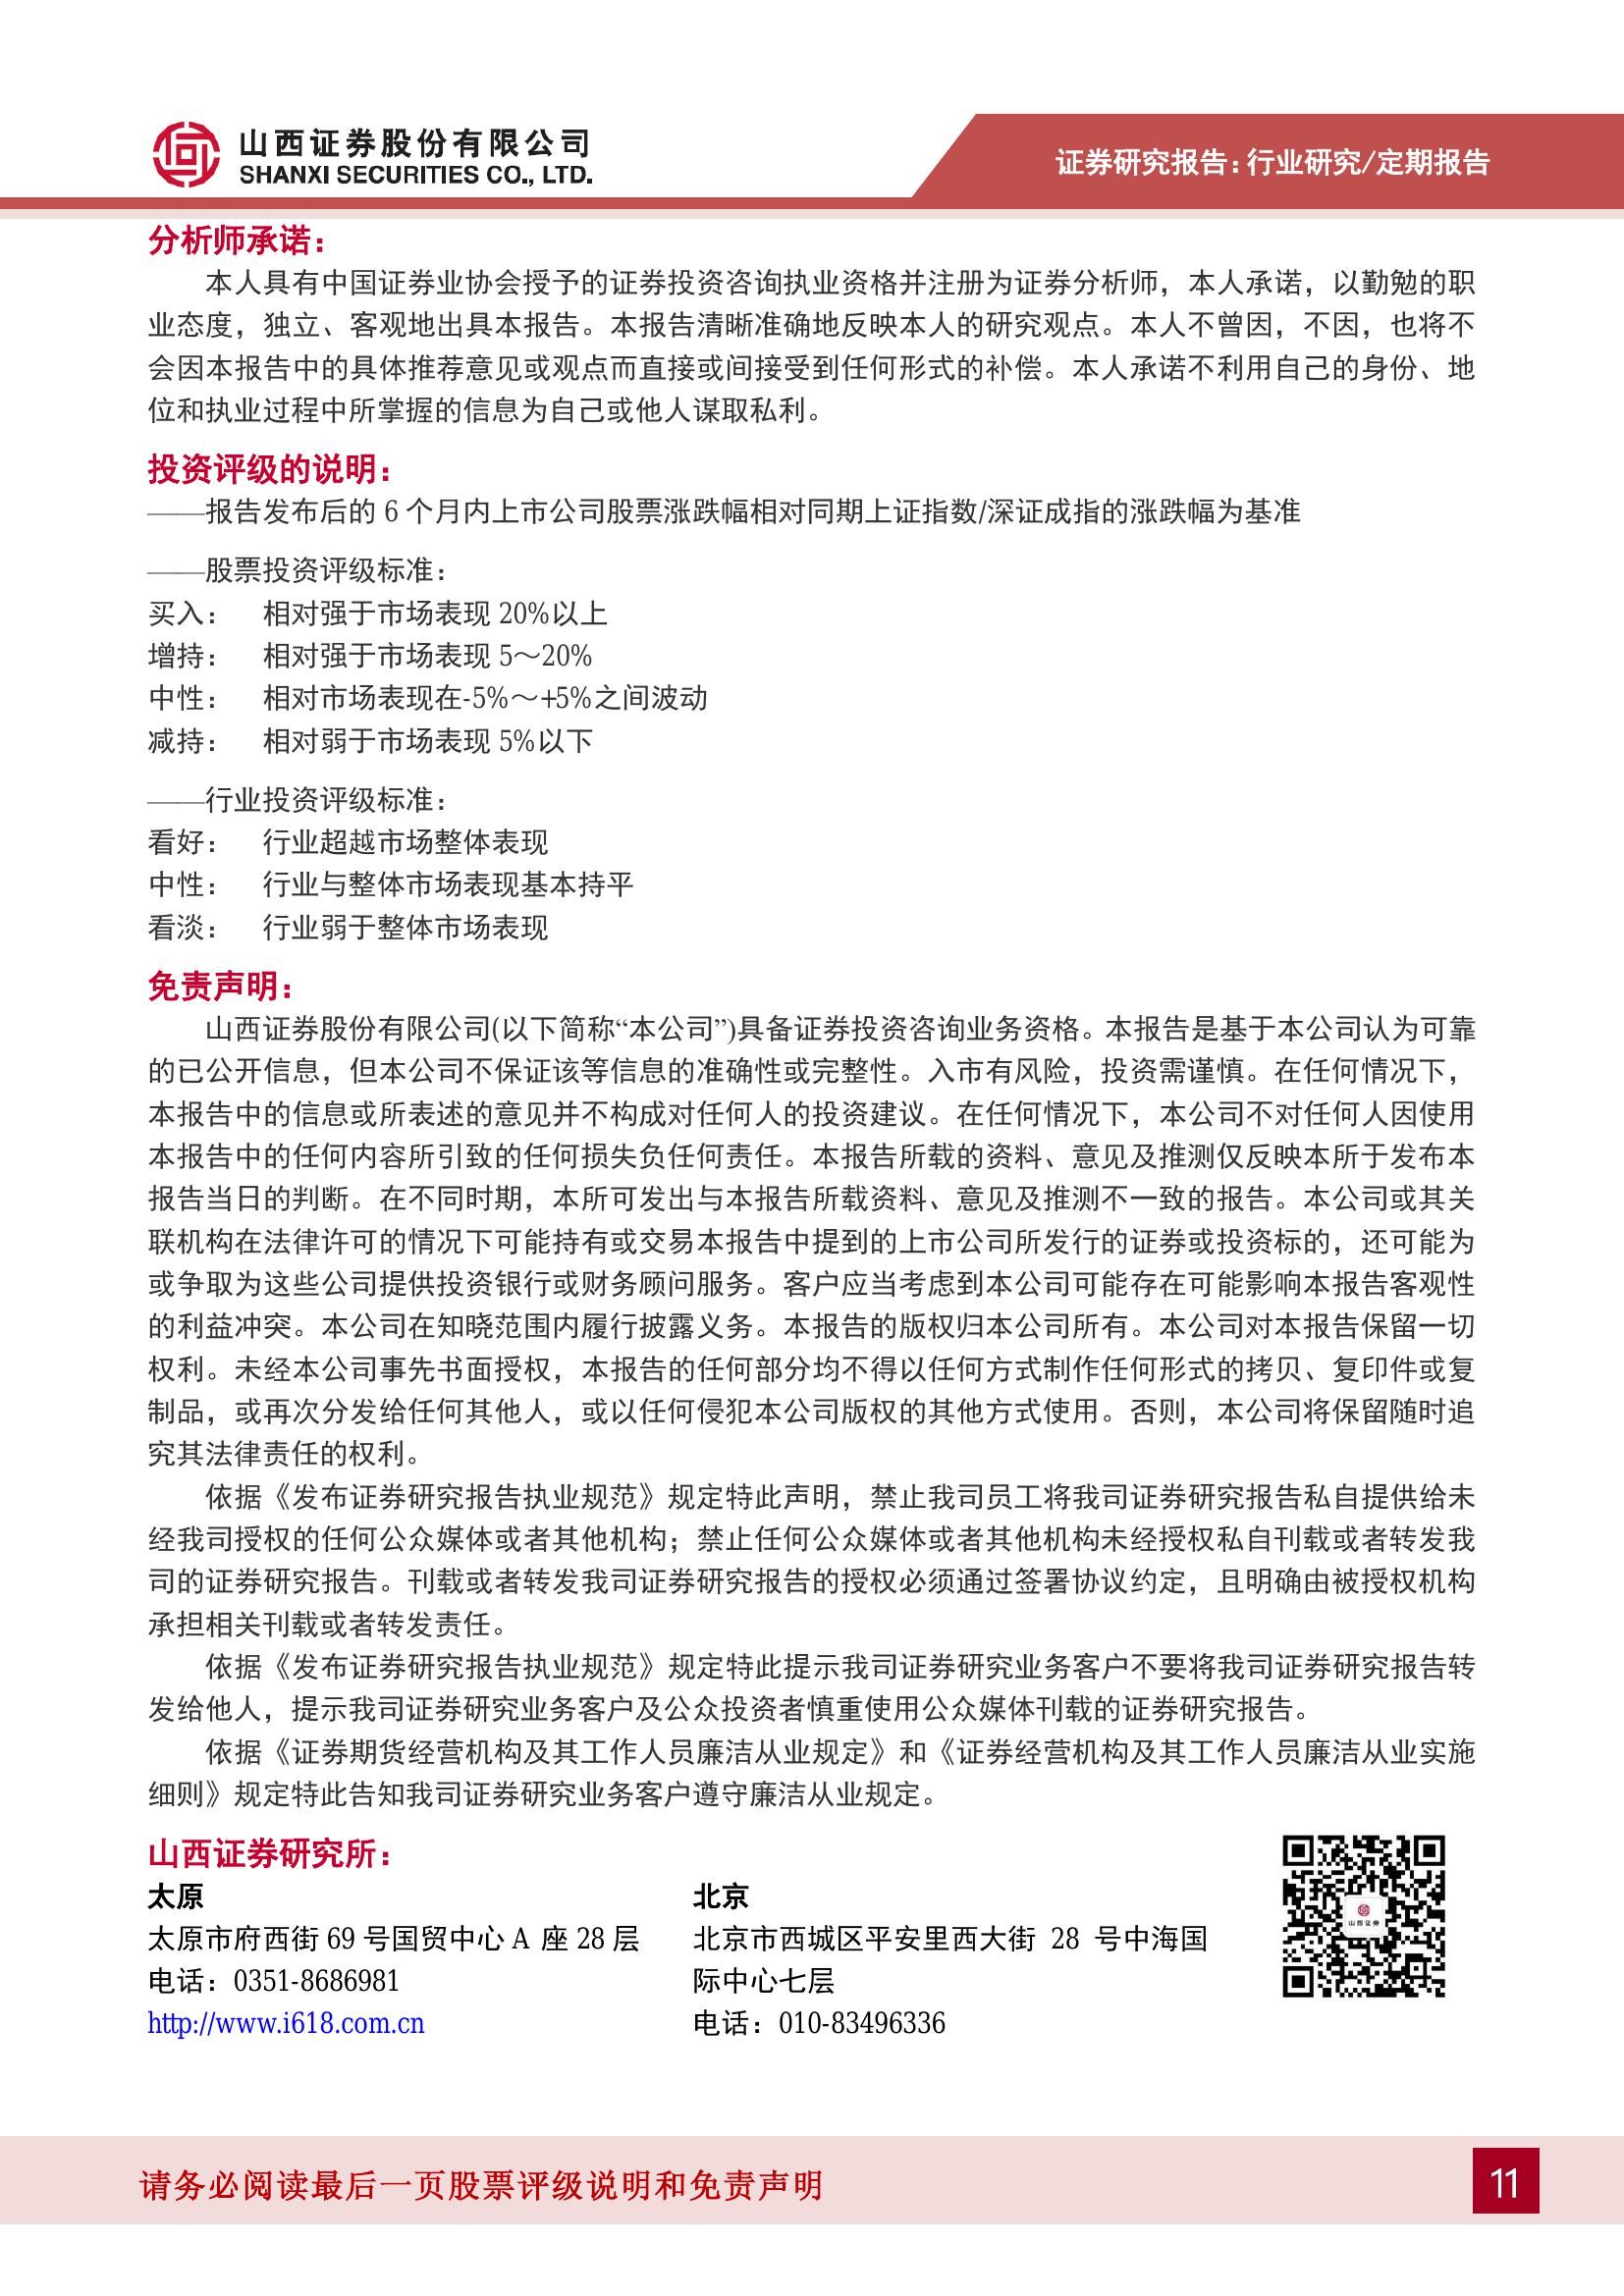 山西证券股份有限公司
SHANXI SECURITIES CO., LTD.
证券研究报告：行业研究/定期报告
分析师承诺：
本人具有中国证券业协会授予的证券投资咨询执业资格并注册为证券分析师，本人承诺，以勤勉的职
业态度，独立、客观地出具本报告。本报告清晰准确地反映本人的研究观点。本人不曾因，不因，也将不
会因本报告中的具体推荐意见或观点而直接或间接受到任何形式的补偿。本人承诺不利用自己的身份、地
位和执业过程中所掌握的信息为自己或他人谋取私利。
投资评级的说明：
——报告发布后的 6 个月内上市公司股票涨跌幅相对同期上证指数/深证成指的涨跌幅为基准
——股票投资评级标准：
买入： 相对强于市场表现 20%以上
增持： 相对强于市场表现 5～20%
中性： 相对市场表现在-5%～+5%之间波动
减持： 相对弱于市场表现 5%以下
——行业投资评级标准：
看好： 行业超越市场整体表现
中性： 行业与整体市场表现基本持平
看淡： 行业弱于整体市场表现
免责声明：
山西证券股份有限公司(以下简称“本公司”)具备证券投资咨询业务资格。本报告是基于本公司认为可靠
的已公开信息，但本公司不保证该等信息的准确性或完整性。入市有风险，投资需谨慎。在任何情况下，
本报告中的信息或所表述的意见并不构成对任何人的投资建议。在任何情况下，本公司不对任何人因使用
本报告中的任何内容所引致的任何损失负任何责任。本报告所载的资料、意见及推测仅反映本所于发布本
报告当日的判断。在不同时期，本所可发出与本报告所载资料、意见及推测不一致的报告。本公司或其关
联机构在法律许可的情况下可能持有或交易本报告中提到的上市公司所发行的证券或投资标的，还可能为
或争取为这些公司提供投资银行或财务顾问服务。客户应当考虑到本公司可能存在可能影响本报告客观性
的利益冲突。本公司在知晓范围内履行披露义务。本报告的版权归本公司所有。本公司对本报告保留一切
权利。未经本公司事先书面授权，本报告的任何部分均不得以任何方式制作任何形式的拷贝、复印件或复
制品，或再次分发给任何其他人，或以任何侵犯本公司版权的其他方式使用。否则，本公司将保留随时追
究其法律责任的权利。
依据《发布证券研究报告执业规范》规定特此声明，禁止我司员工将我司证券研究报告私自提供给未
经我司授权的任何公众媒体或者其他机构；禁止任何公众媒体或者其他机构未经授权私自刊载或者转发我
司的证券研究报告。刊载或者转发我司证券研究报告的授权必须通过签署协议约定，且明确由被授权机构
承担相关刊载或者转发责任。
依据《发布证券研究报告执业规范》规定特此提示我司证券研究业务客户不要将我司证券研究报告转
发给他人，提示我司证券研究业务客户及公众投资者慎重使用公众媒体刊载的证券研究报告。
依据《证券期货经营机构及其工作人员廉洁从业规定》和《证券经营机构及其工作人员廉洁从业实施
细则》规定特此告知我司证券研究业务客户遵守廉洁从业规定。
山西证券研究所：
太原
太原市府西街 69 号国贸中心 A 座 28 层
电话：0351-8686981
http://www.i618.com.cn
北京
北京市西城区平安里西大街 28 号中海国
际中心七层
电话：010-83496336
山西证券
请务必阅读最后一页股票评级说明和免责声明
11